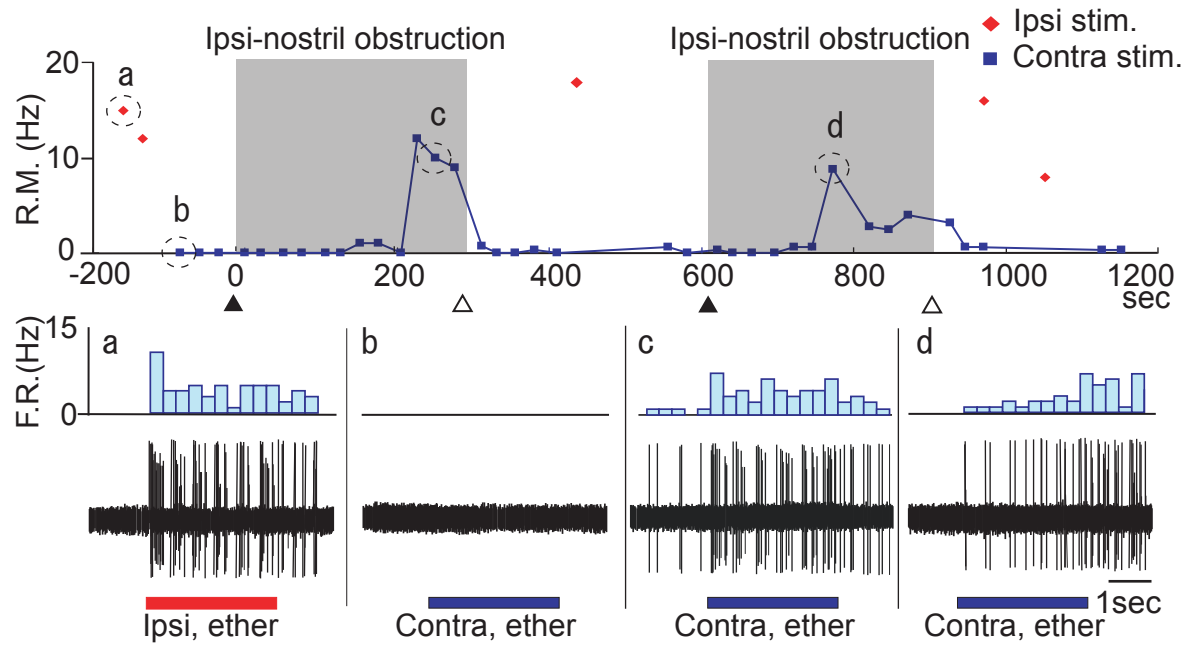 Ipsi-nostril obstruction Ipsi-nostril obstruction
Ipsi stim.
Contra stim.
R.M. (Hz)
20
10
0
a
b
c
d
-200 0 200 400 600 800 1000 1200
sec
F.R.(Hz)
15
0
a b c d
1sec
Ipsi, ether Contra, ether Contra, ether Contra, ether